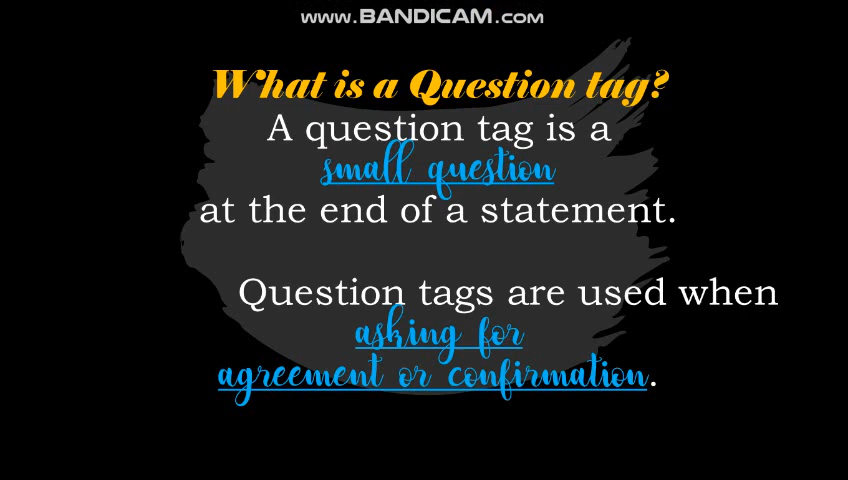 www.BANDICAM.com
What is a Question tag?
A question tag is a
small question
at the end of a statement.
Question tags are used when
asking for
agreement or confirmation.